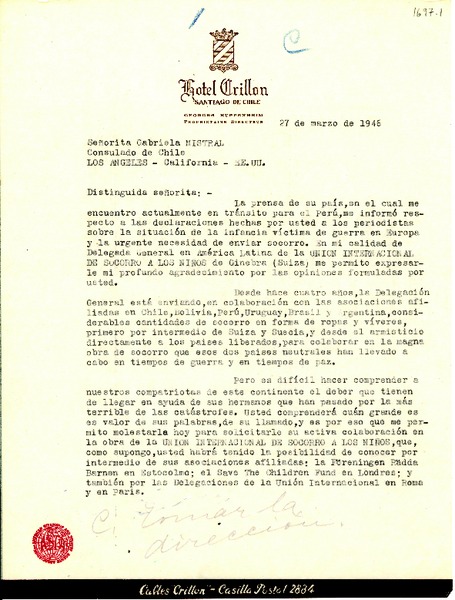 1697.1
C
Hotel Crillon
SANTIAGO DE CHILE
GEORGES KUPPENHEIM
PROPRIETAIRE DIRECTEUR
27 de marzo de 1946
Señorita Gabriela MISTRAL
Consulado de Chile
LOS ANGELES - California - EE.UU.
Distinguida señorita: -
La prensa de su país,en el cual me
encuentro actualmente en tránsito para el Perú,me informó respecto
a las declaraciones hechas por usted a los periodistas
sobre la situación de la infancia víctima de guerra en Europa
y la urgente necesidad de enviar socorro. En mi calidad de
Delegada General en América Latina de la UNION INTERNACIONAL
DE SOCORRO A LOS NIÑOS de Ginebra (Suiza, me permito expresar-
le mi profundo agradecimiento por las opiniones formuladas por
usted.
Desde hace cuatro años,la Delegación
General está enviando,en colaboración con las asociaciones afi-
liadas en Chile,Bolivia,Perú,Uruguay,Brasil y rgentina,consi-
derables cantidades de socorro en forma de ropas y víveres,
primero por intermedio de Suiza y Suecia,y desde el armisticio
directamente a los países liberados,para colaborar en la magna
obra de socorro que esos dos países neutrales han llevado a
cabo en tiempos de guerra y en tiempos de paz.
Pero es difícil hacer comprender a
nuestros compatriotas de este continente el deber que tienen
de llegar en ayuda de sus hermanos que han pasado por la más
terrible de las catástrofes. Usted comprenderá cuán grande es
es valor de sus palabras,de su llamado,y es por eso que me per-
mito molestarle hoy para solicitarle su activa colaboración en
la obra de la UNION INTERNACIONAL DE SOCORRO A LOS NIÑOS,que,
como supongo,usted habrá tenido la posibilidad de conocer por
intermedio de sus asociaciones afiliadas: la Föreningen Rädda
Barnen en Estocolmo; el Save The Children Fund en Londres; y
también por las Delegaciones de la Unión Internacional en Roma
y en París.
C. Tomar la
dirección.
Cables "Crillon" - Casilla Postal 2884